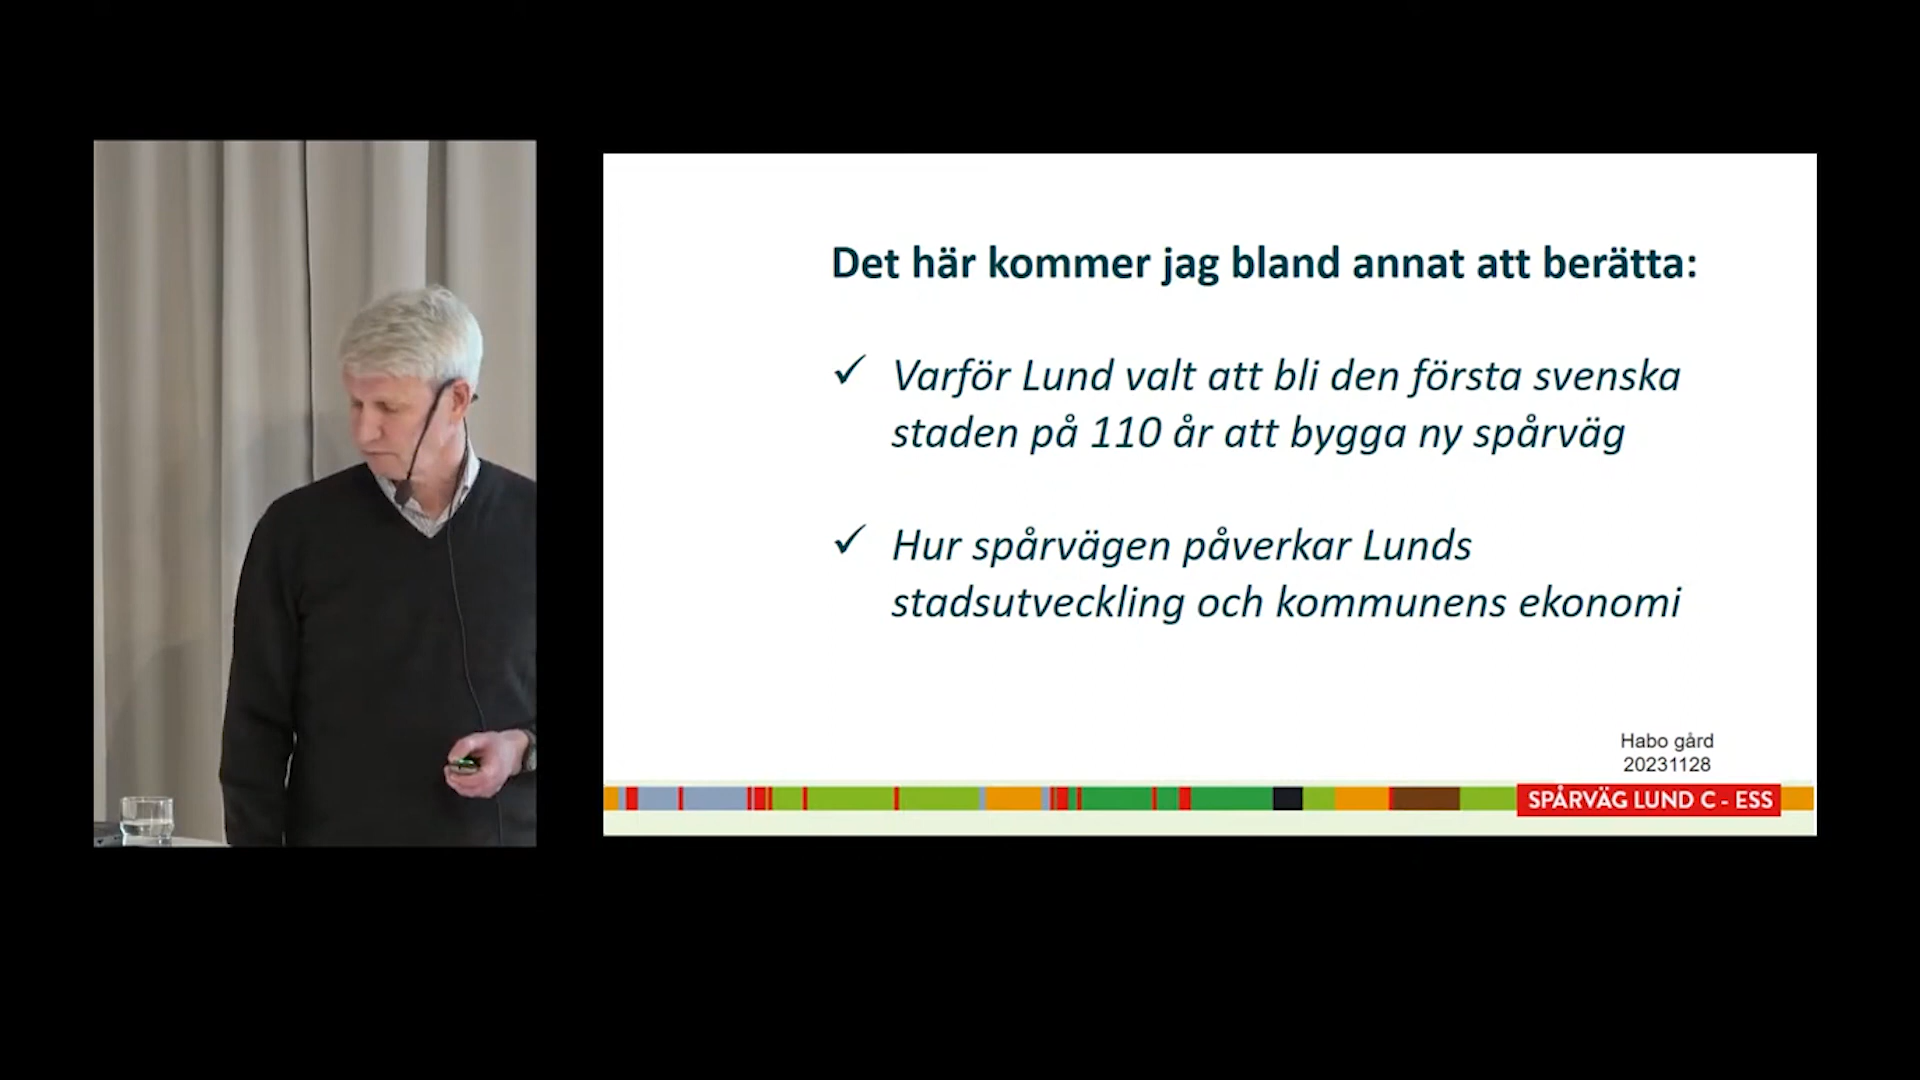 Det här kommer jag bland annat att berätta:
✓ Varför Lund valt att bli den första svenska
staden på 110 år att bygga ny spårväg
✓ Hur spårvägen påverkar Lunds
stadsutveckling och kommunens ekonomi
Habo gård
20231128
SPÅRVÄG LUND C - ESS